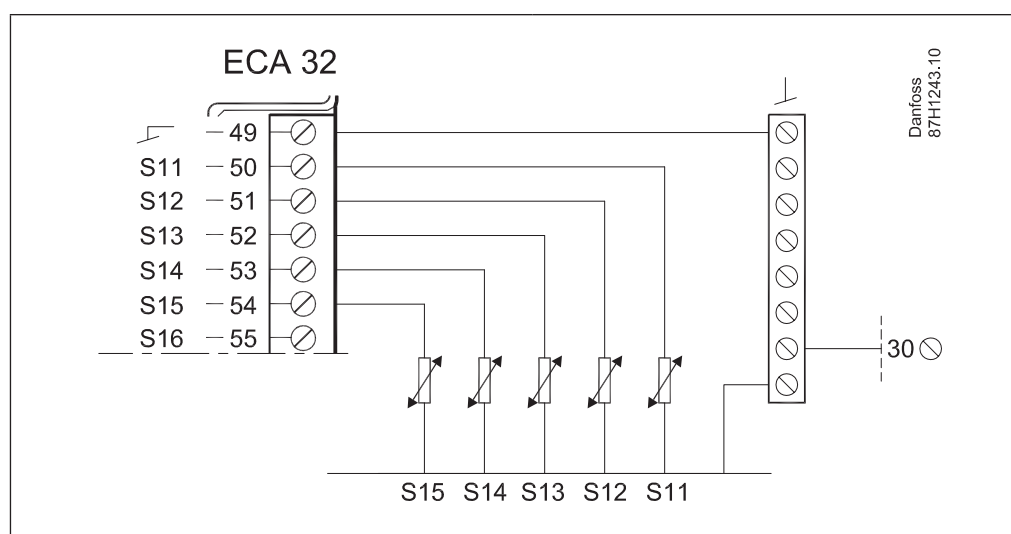 ECA 32
49
S11 50
S12 51
S13 52
S14 53
S15 54
S16 55
30
S15 S14 S13 S12 S11
Danfoss
87H1243.10